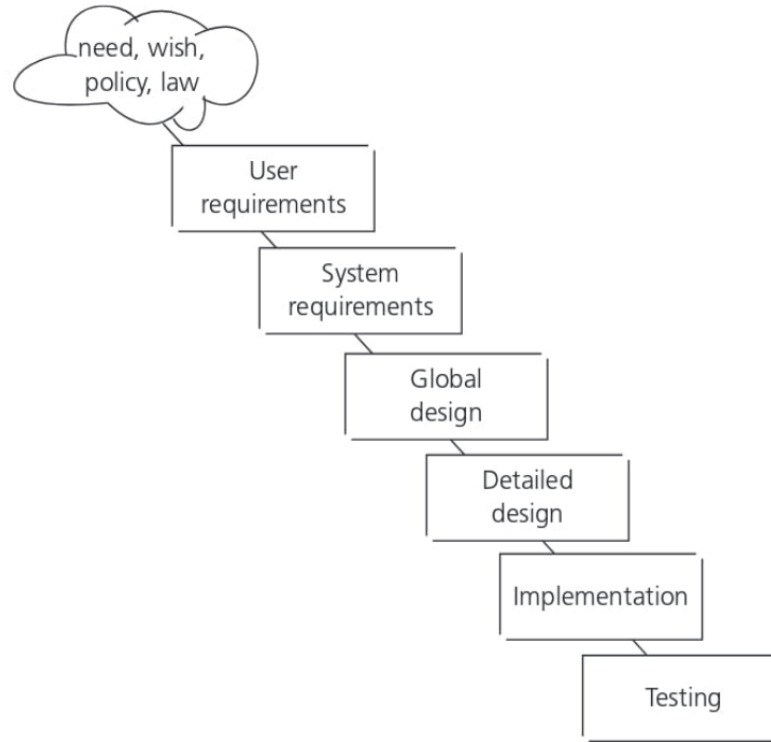 need, wish,
policy, law
User
requirements
System
requirements
Global
design
Detailed
design
Implementation
Testing